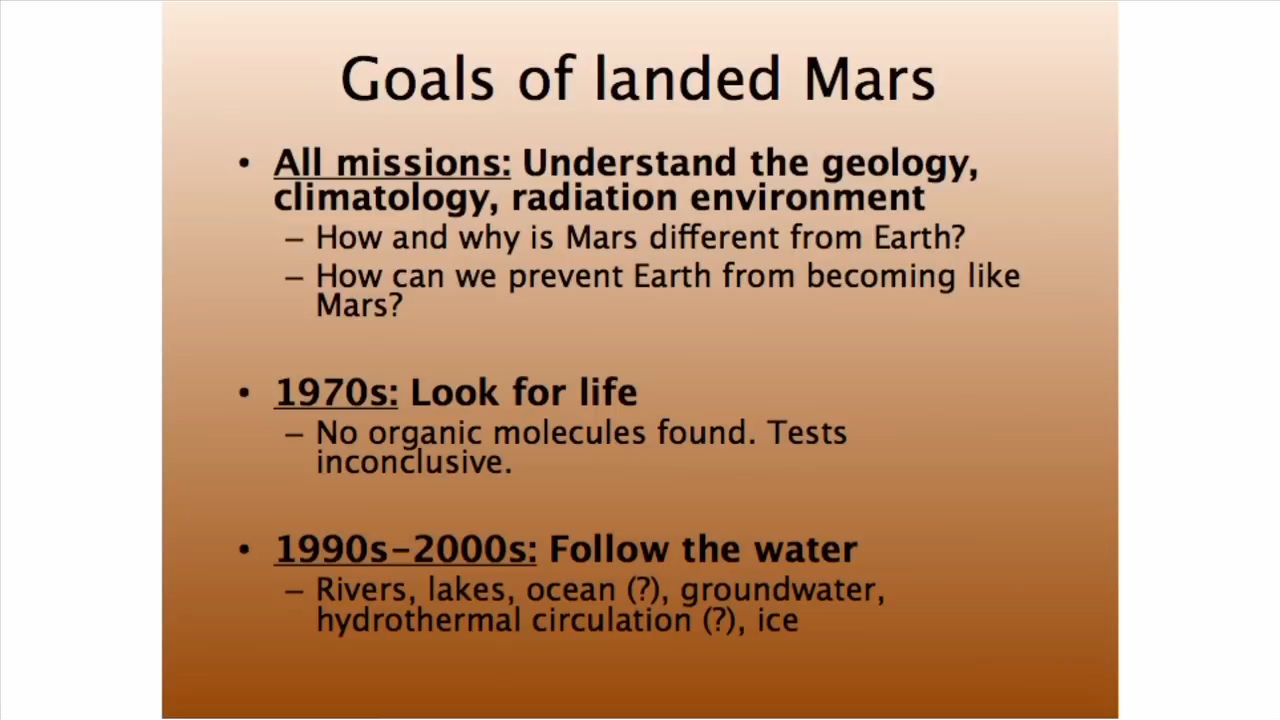 Goals of landed Mars
• All missions: Understand the geology,
climatology, radiation environment
– How and why is Mars different from Earth?
– How can we prevent Earth from becoming like
Mars?
• 1970s: Look for life
– No organic molecules found. Tests
inconclusive.
• 1990s–2000s: Follow the water
– Rivers, lakes, ocean (?), groundwater,
hydrothermal circulation (?), ice